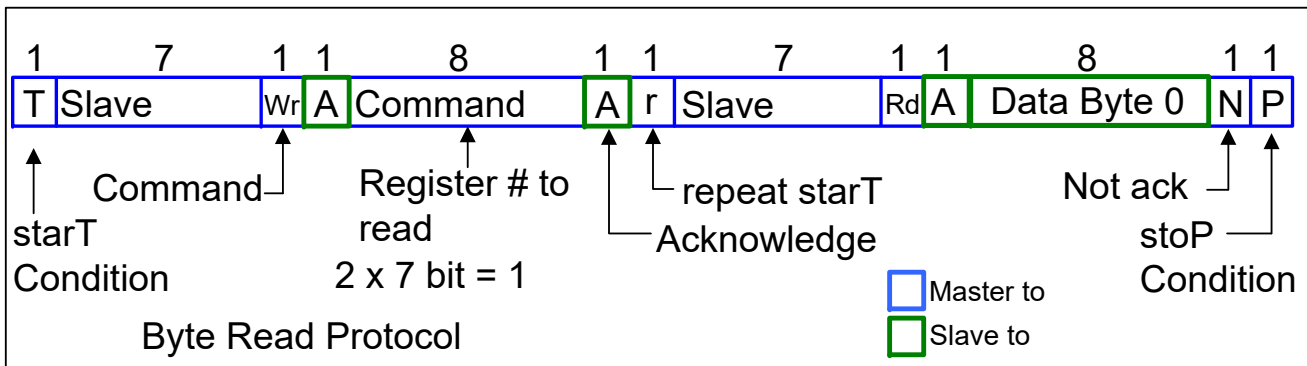 1 7 1 1 8 1 1 7 1 1 8 1 1
T Slave Wr A Command A r Slave Rd A Data Byte 0 N P
Command
Register # to
read
2 x 7 bit = 1
repeat starT
Acknowledge
Not ack
starT
Condition
stoP
Condition
Master to
Slave to
Byte Read Protocol